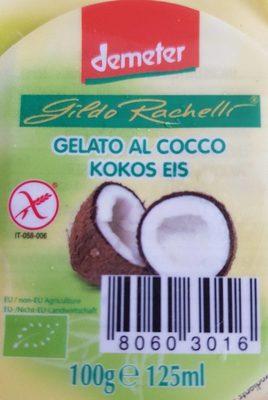 demeter
Gildo Rachelli®
GELATO AL COCCO
KOKOS EIS
IT-058-006
EU / non-EU Agriculture
EU-/Nicht-EU-Landwirtschaft
8060 3016
100g e 125ml